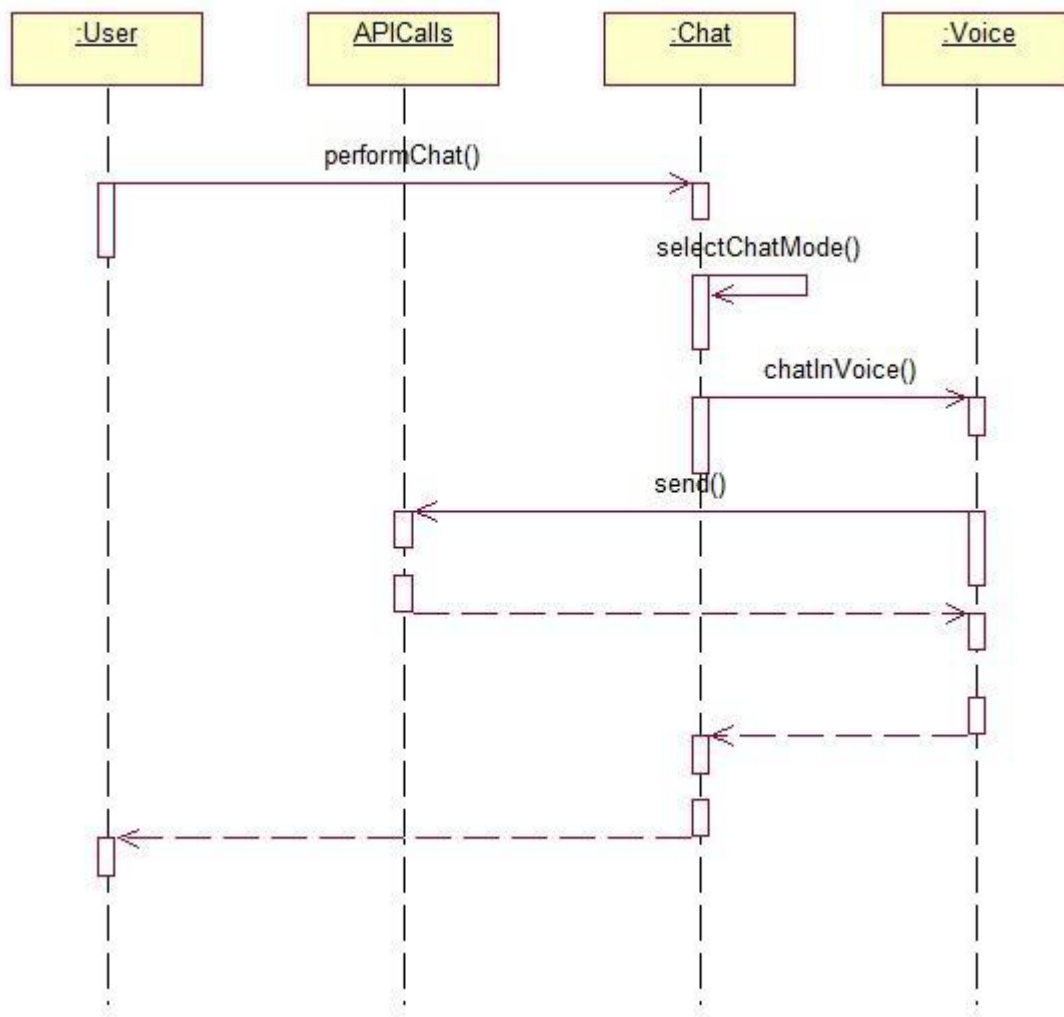 :User
APICalls
:Chat
:Voice
performChat()
selectChatMode()
chatInVoice()
send()